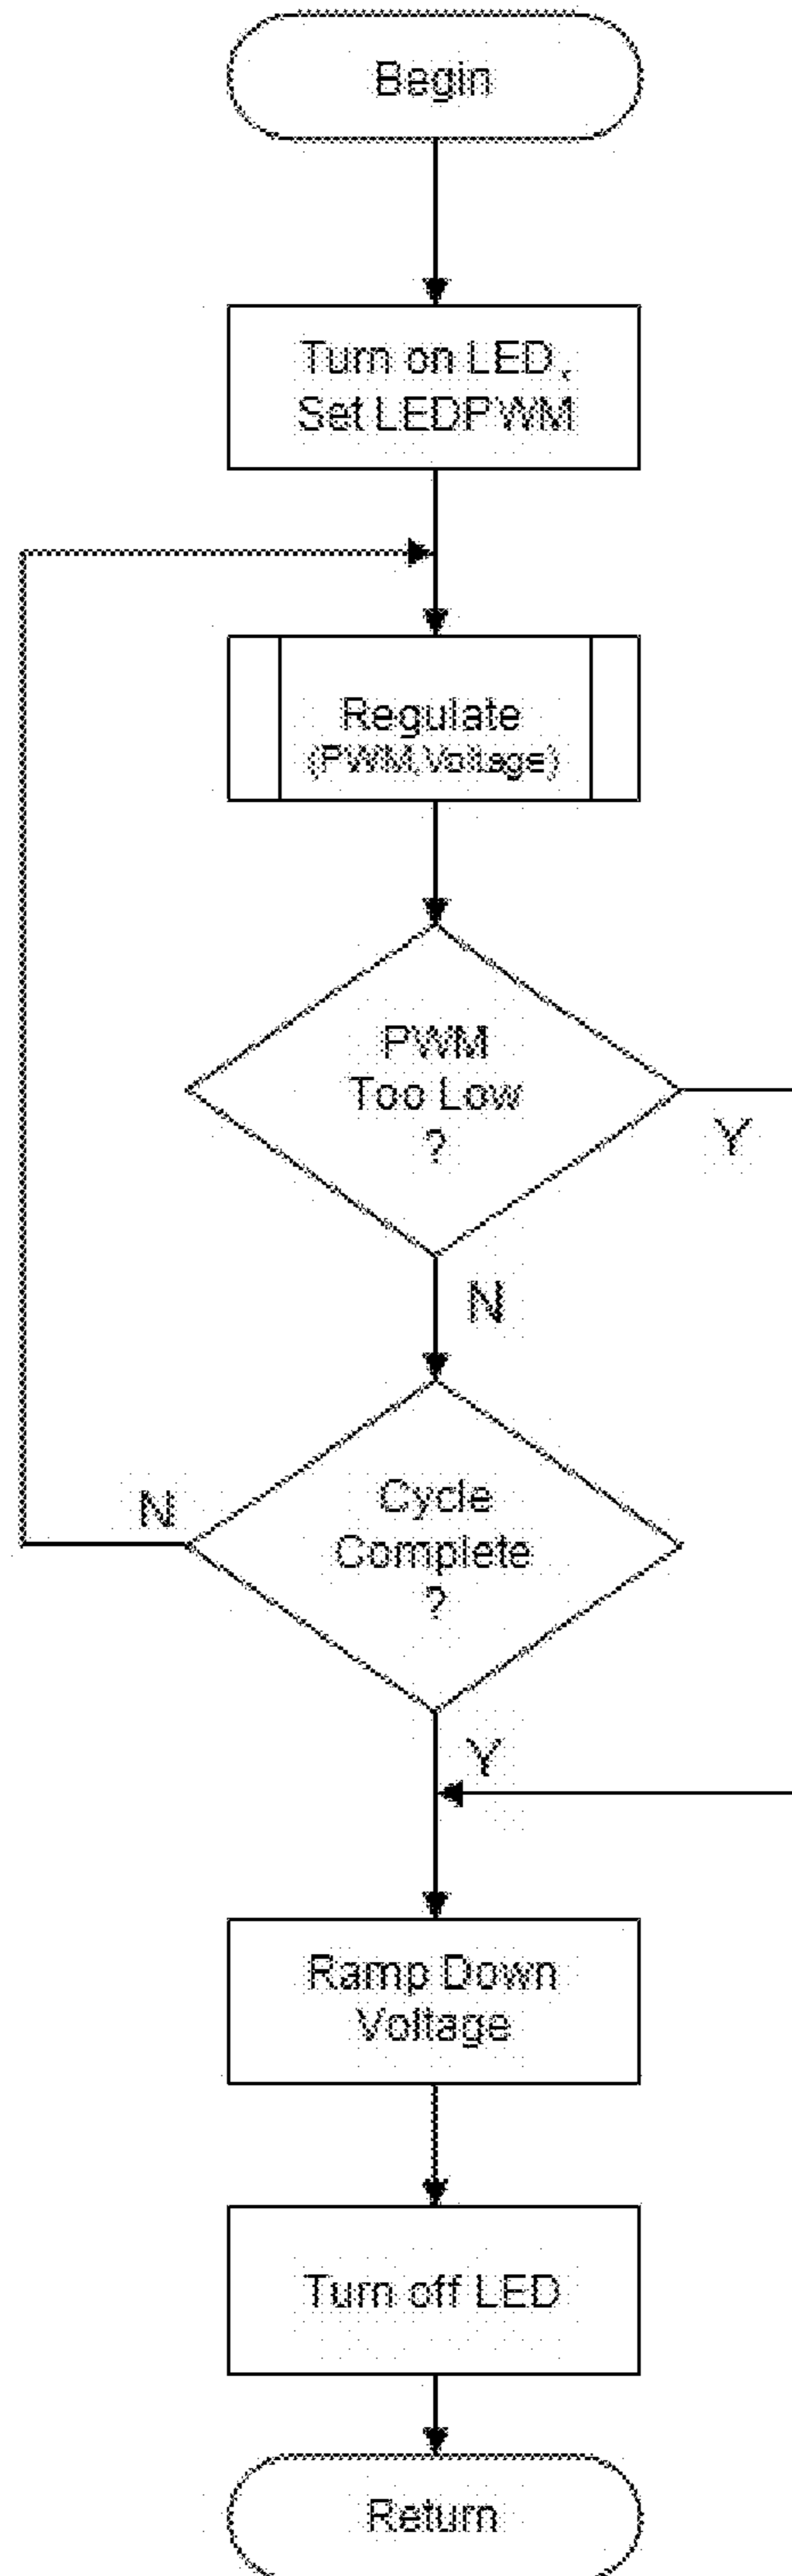 Begin
Turn on LED,
Set LEDPWM
Regulate
(PWM,Voltage)
PWM
Too Low
?
Y
N
Cycle
Complete
?
N
Y
Ramp Down
Voltage
Turn off LED
Return